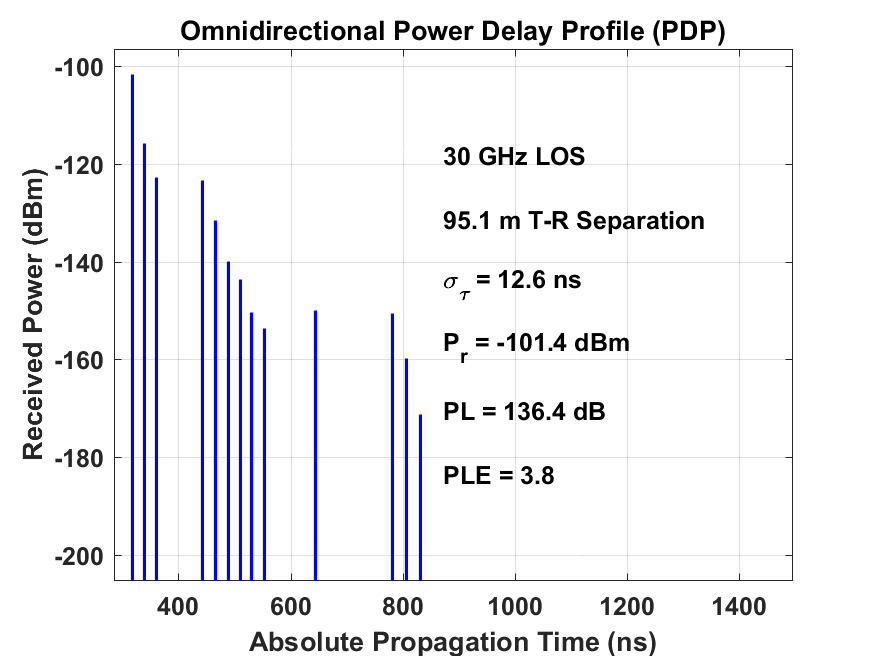 Omnidirectional Power Delay Profile (PDP)
-100
-120
-140
-160
-180
-200
Received Power (dBm)
30 GHz LOS
95.1 m T-R Separation
σ_τ = 12.6 ns
P_r = -101.4 dBm
PL = 136.4 dB
PLE = 3.8
400 600 800 1000 1200 1400
Absolute Propagation Time (ns)